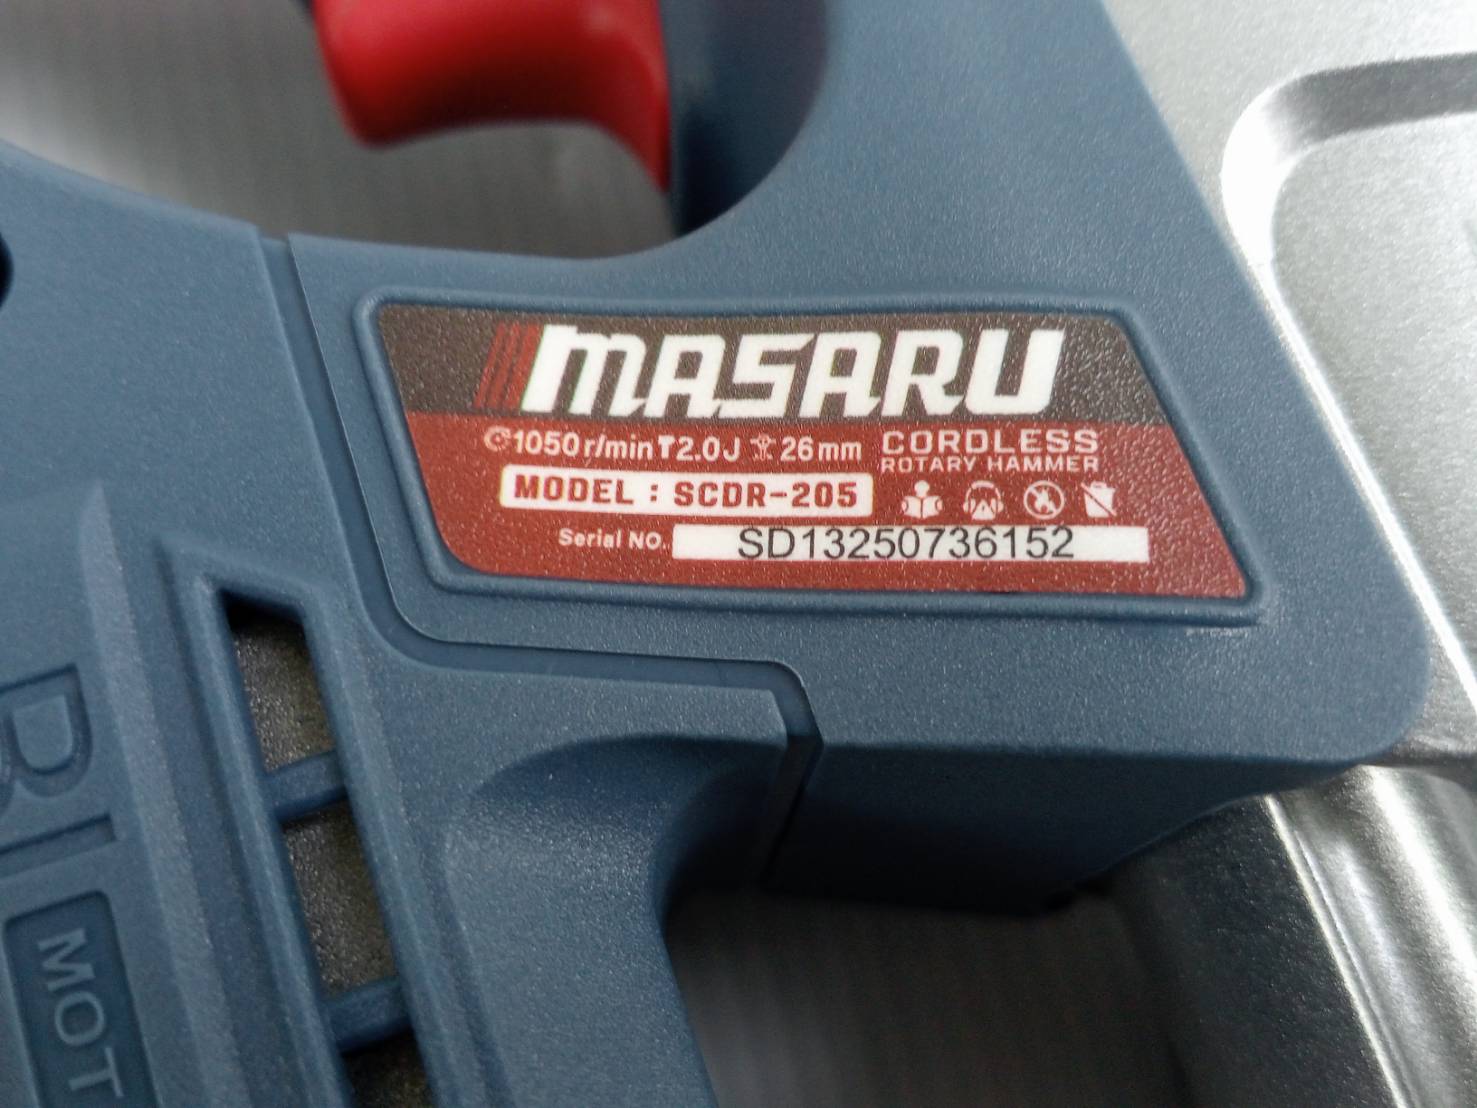 MASARU
1050 r/min 2.0J 26mm CORDLESS
ROTARY HAMMER
MODEL : SCDR-205
Serial NO. SD13250736152
MOT